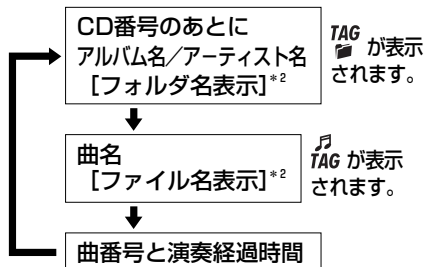 CD番号のあとに
アルバム名／アーティスト名
［フォルダ名表示］*2
TAG
が表示
されます。
曲名
［ファイル名表示］*2
TAG が表示
されます。
曲番号と演奏経過時間